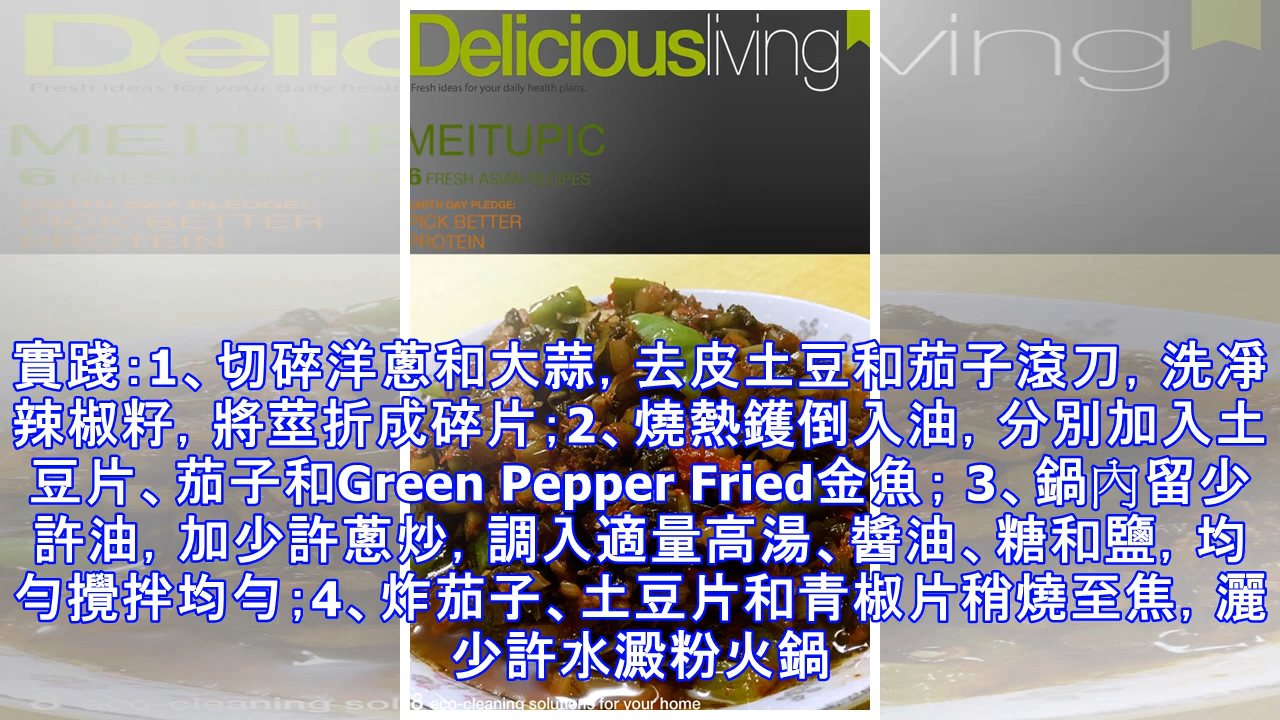 Deliciousliving
Fresh ideas for your daily health plans.
MEITUPIC
6 FRESH ASIAN RECIPES
EARTH DAY PLEDGE:
PICK BETTER
PROTEIN
實踐:1、切碎洋蔥和大蒜, 去皮土豆和茄子滾刀, 洗凈
辣椒籽, 將莖折成碎片;2、燒熱鑊倒入油, 分別加入土
豆片、茄子和Green Pepper Fried金魚; 3、鍋內留少
許油, 加少許蔥炒, 調入適量高湯、醬油、糖和鹽, 均
勻攪拌均勻;4、炸茄子、土豆片和青椒片稍燒至焦, 灑
少許水澱粉火鍋
8 eco-cleaning solutions for your home